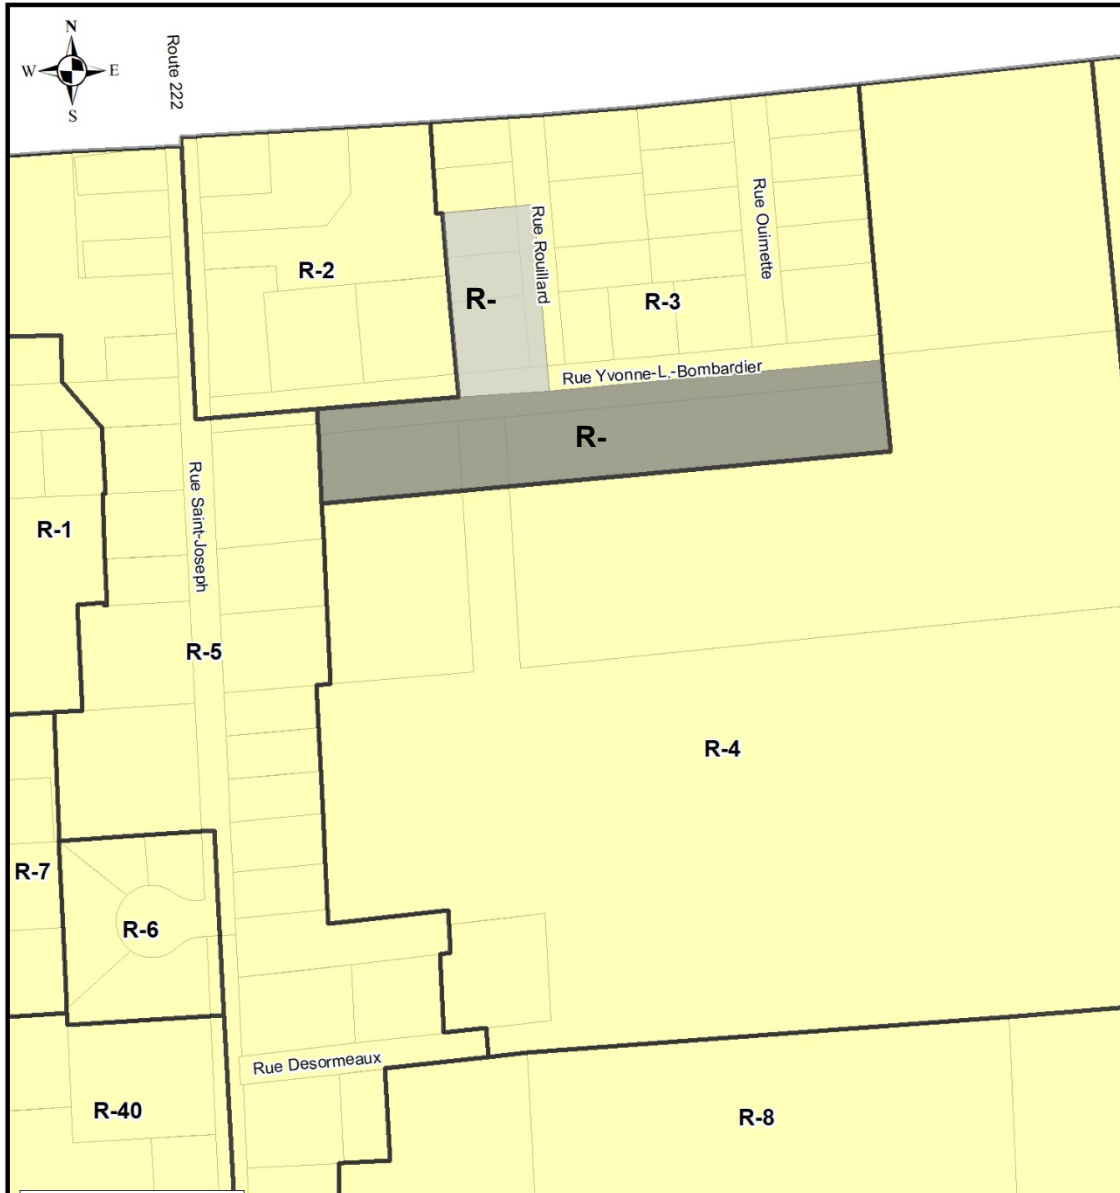 N
W E
S
Route 222
R-2
R-
Rue Rouillard
R-3
Rue Ouimette
Rue Yvonne-L.-Bombardier
R-
Rue Saint-Joseph
R-1
R-5
R-4
R-7
R-6
Rue Desormeaux
R-40
R-8